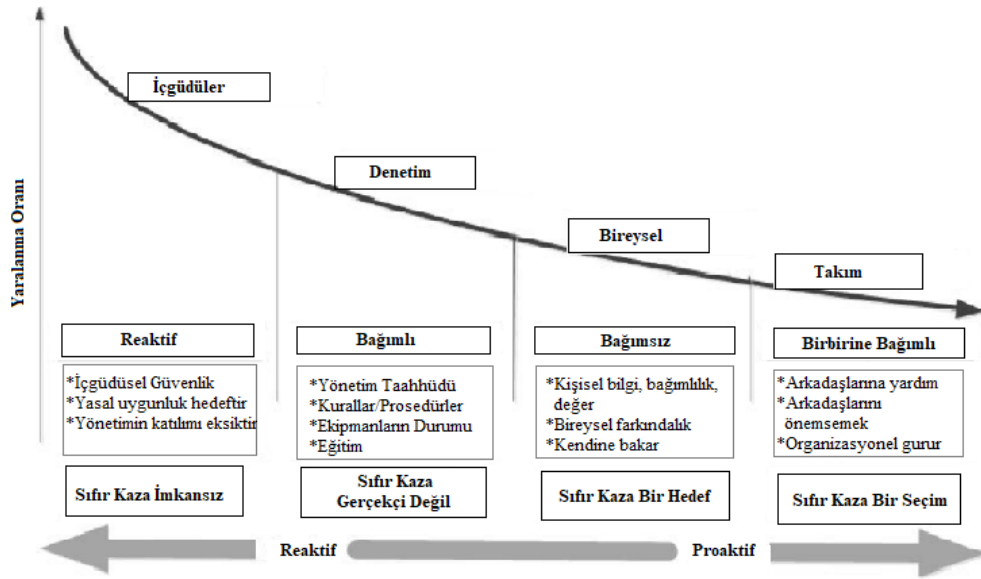 Yaralanma Oranı
İçgüdüler
Denetim
Bireysel
Takım
Reaktif
*İçgüdüsel Güvenlik
*Yasal uygunluk hedeftir
*Yönetimin katılımı eksiktir
Sıfır Kaza İmkansız
Bağımlı
*Yönetim Taahhüdü
*Kurallar/Prosedürler
*Ekipmanların Durumu
*Eğitim
Sıfır Kaza
Gerçekçi Değil
Bağımsız
*Kişisel bilgi, bağımlılık,
değer
*Bireysel farkındalık
*Kendine bakar
Sıfır Kaza Bir Hedef
Birbirine Bağımlı
*Arkadaşlarına yardım
*Arkadaşlarını
önemsemek
*Organizasyonel gurur
Sıfır Kaza Bir Seçim
Reaktif
Proaktif